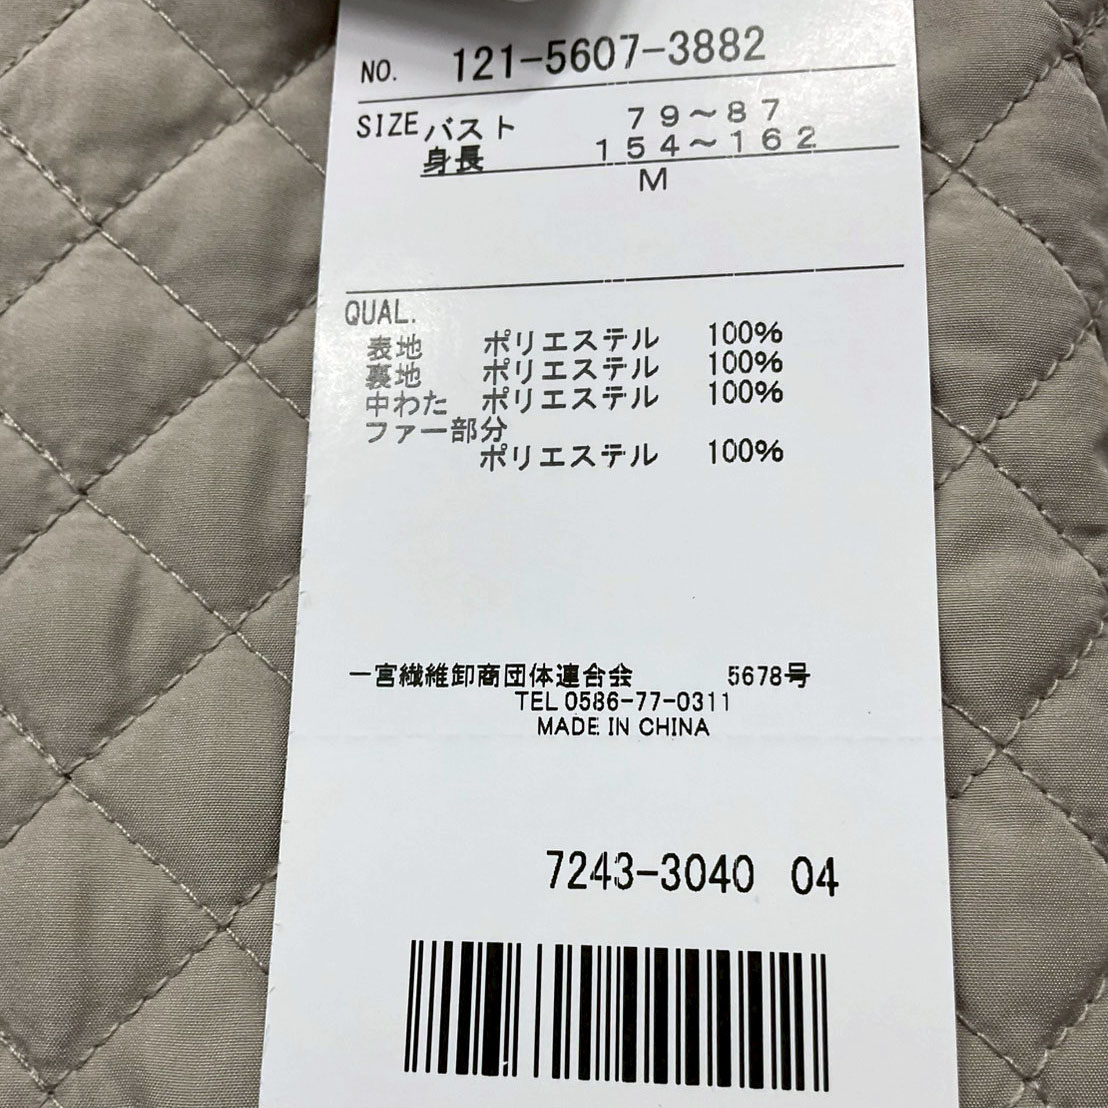 NO. 121-5607-3882
SIZE バスト 79～87
身長 154～162
M
QUAL.
表地 ポリエステル 100%
裏地 ポリエステル 100%
中わた ポリエステル 100%
ファー部分
ポリエステル 100%
一宮繊維卸商団体連合会 5678号
TEL 0586-77-0311
MADE IN CHINA
7243-3040 04